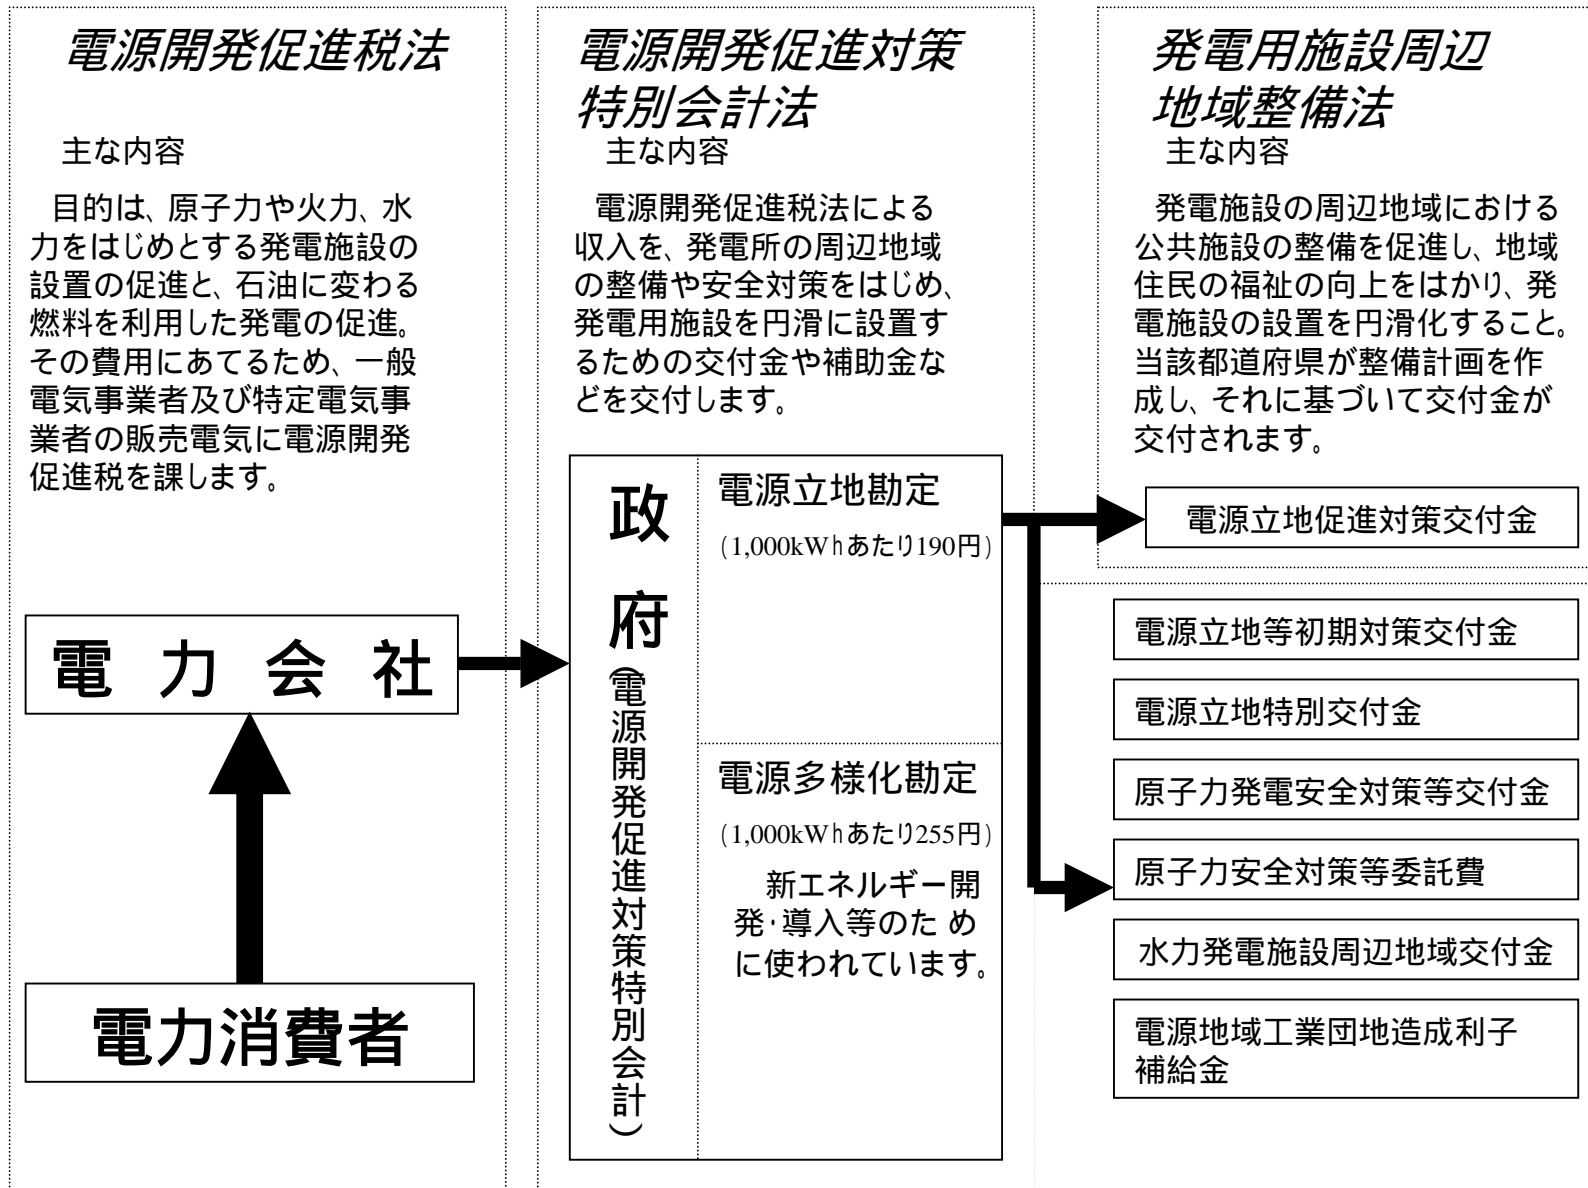 電源開発促進税法
主な内容
目的は、原子力や火力、水
力をはじめとする発電施設の
設置の促進と、石油に変わる
燃料を利用した発電の促進。
その費用にあてるため、一般
電気事業者及び特定電気事
業者の販売電気に電源開発
促進税を課します。
電力会社
電力消費者
電源開発促進対策
特別会計法
主な内容
電源開発促進税法による
収入を、発電所の周辺地域
の整備や安全対策をはじめ、
発電用施設を円滑に設置す
るための交付金や補助金な
どを交付します。
政府(電源開発促進対策特別会計)
電源立地勘定
(1,000kWhあたり190円)
電源多様化勘定
(1,000kWhあたり255円)
新エネルギー開
発・導入等のため
に使われています。
発電用施設周辺
地域整備法
主な内容
発電施設の周辺地域における
公共施設の整備を促進し、地域
住民の福祉の向上をはかり、発
電施設の設置を円滑化すること。
当該都道府県が整備計画を作
成し、それに基づいて交付金が
交付されます。
電源立地促進対策交付金
電源立地等初期対策交付金
電源立地特別交付金
原子力発電安全対策等交付金
原子力安全対策等委託費
水力発電施設周辺地域交付金
電源地域工業団地造成利子
補給金